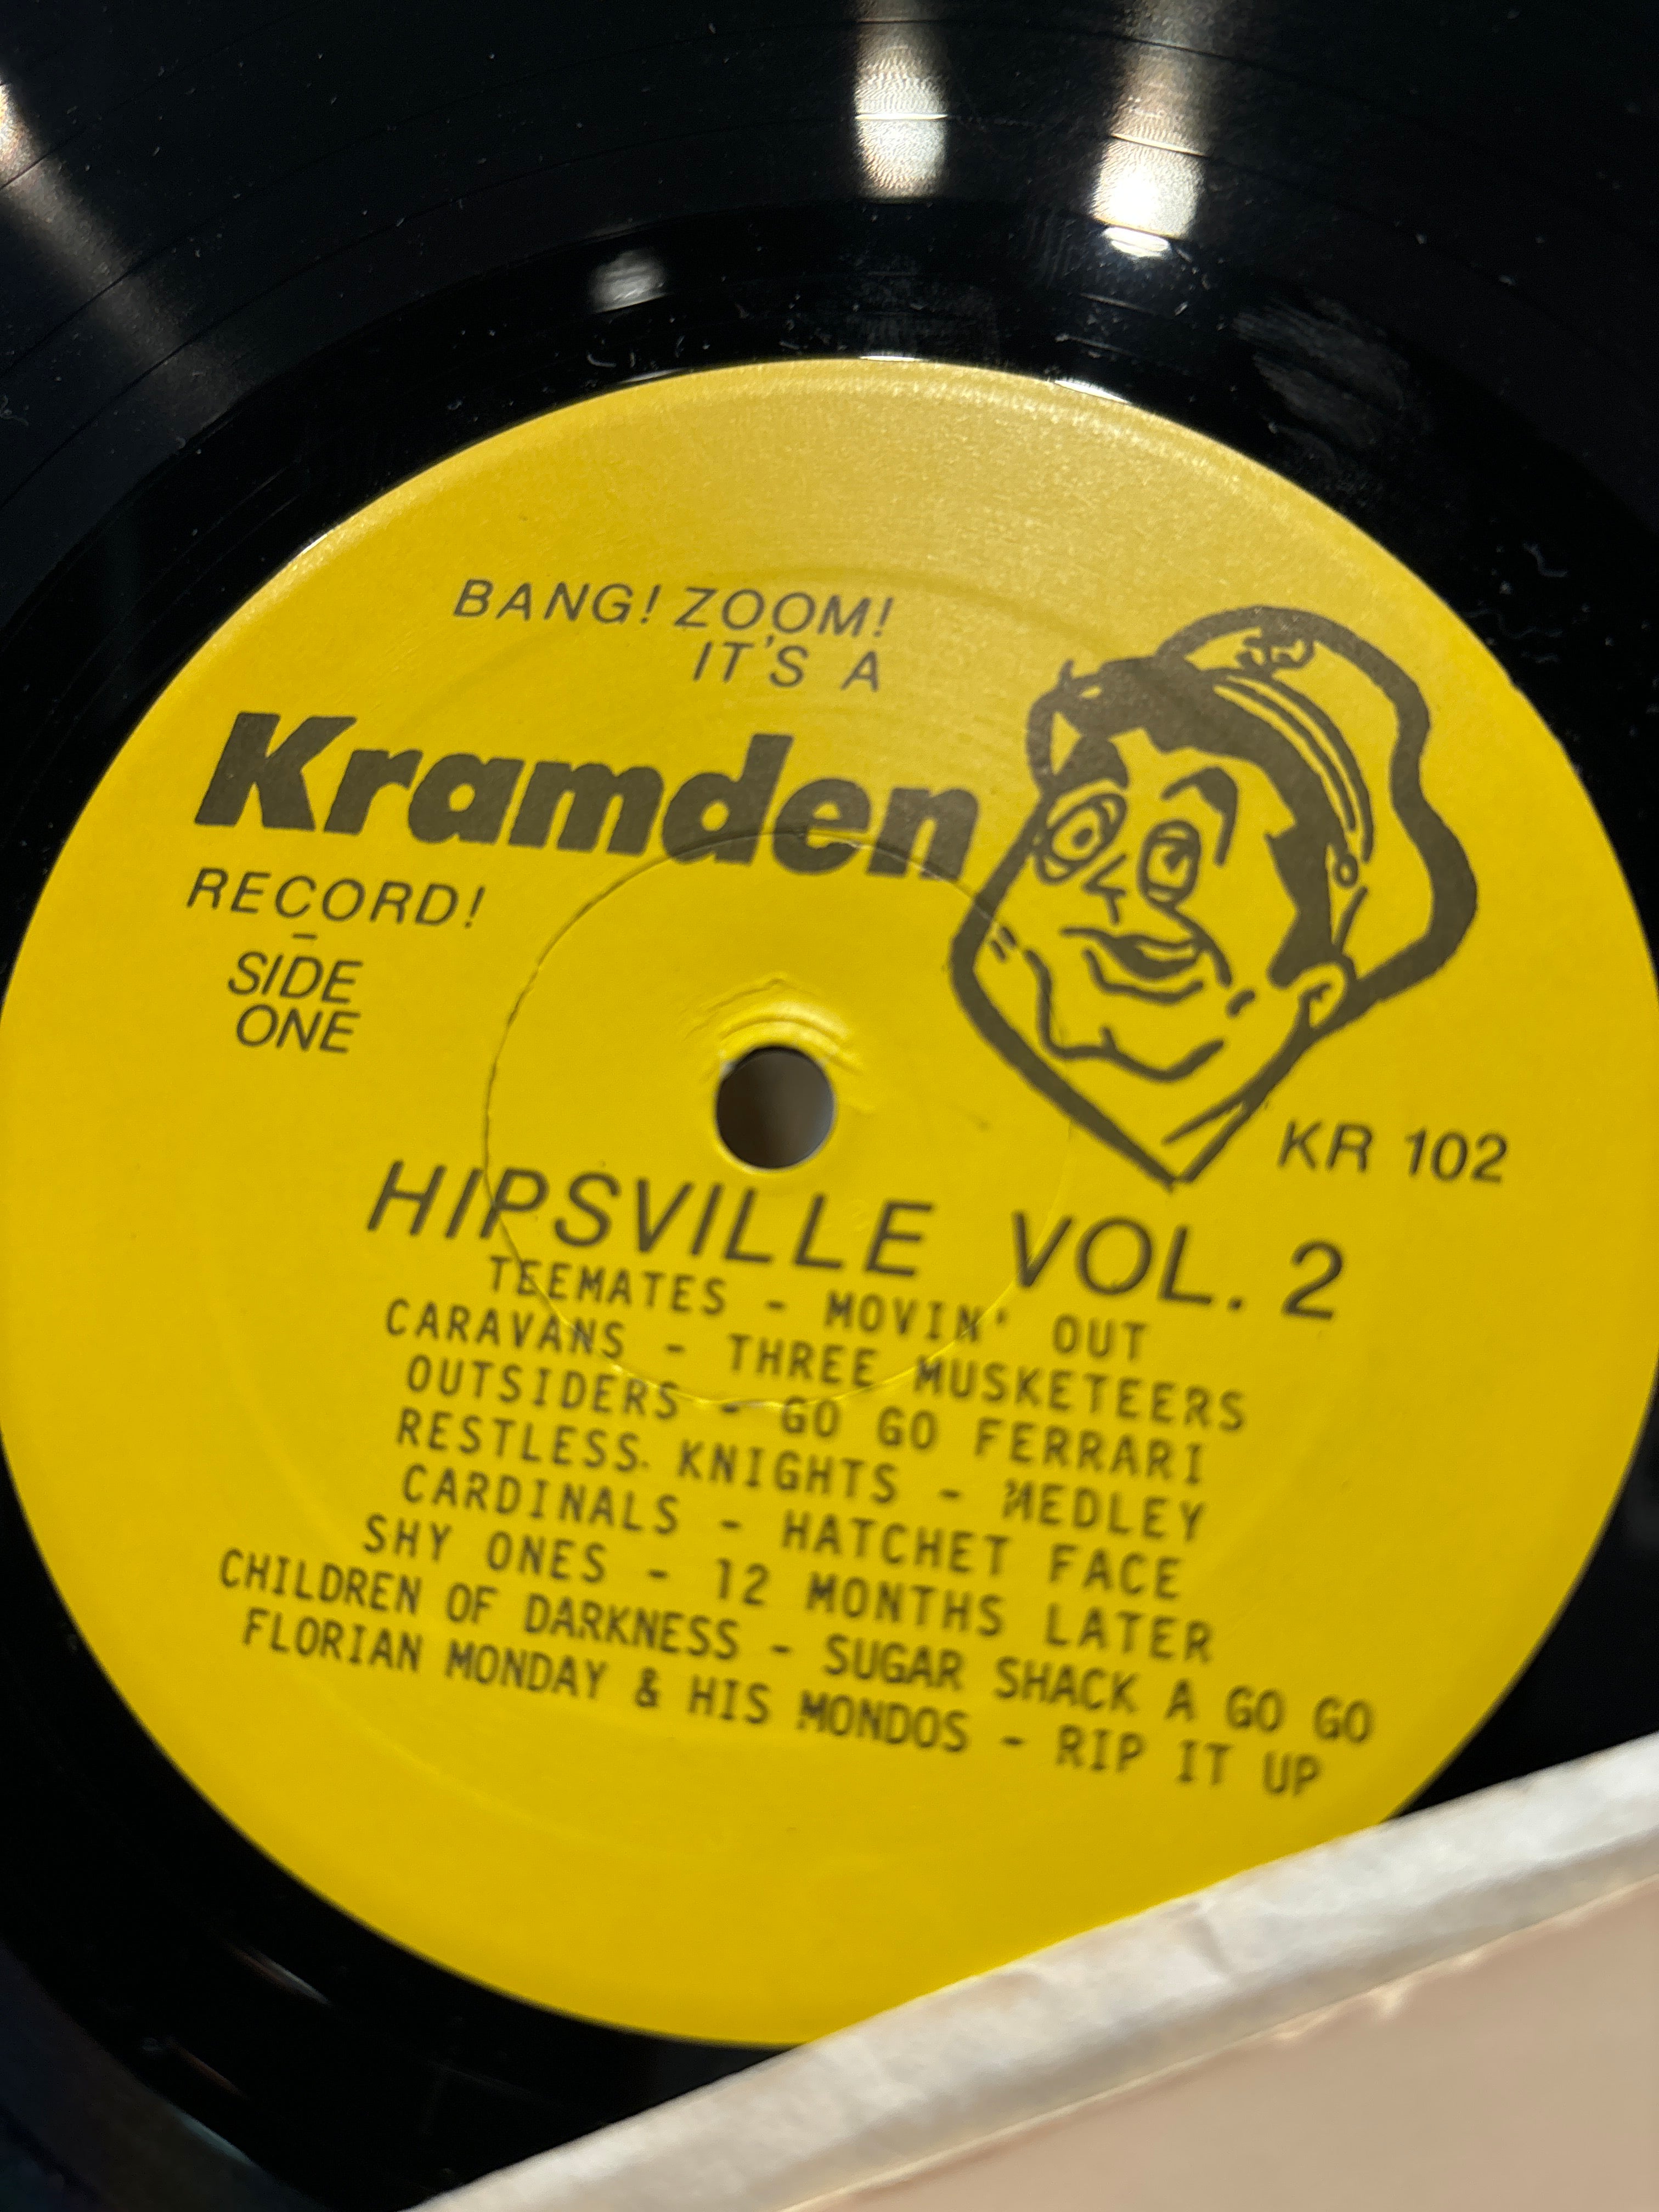 BANG! ZOOM!
IT'S A
Kramden
RECORD!
SIDE
ONE
KR 102
HIPSVILLE VOL. 2
TEEMATES - MOVIN' OUT
CARAVANS - THREE MUSKETEERS
OUTSIDERS - GO GO FERRARI
RESTLESS KNIGHTS - MEDLEY
CARDINALS - HATCHET FACE
SHY ONES - 12 MONTHS LATER
CHILDREN OF DARKNESS - SUGAR SHACK A GO GO
FLORIAN MONDAY & HIS MONDOS - RIP IT UP